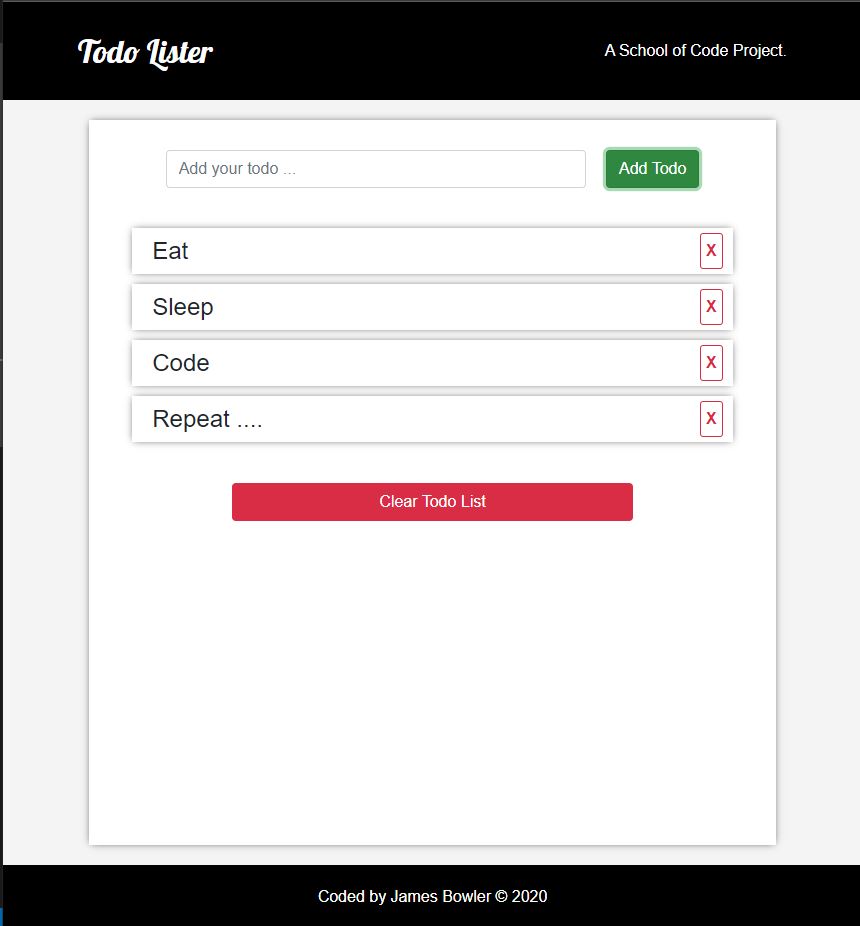 Todo Lister
A School of Code Project.
Add your todo ...
Add Todo
Eat
X
Sleep
X
Code
X
Repeat ....
X
Clear Todo List
Coded by James Bowler © 2020